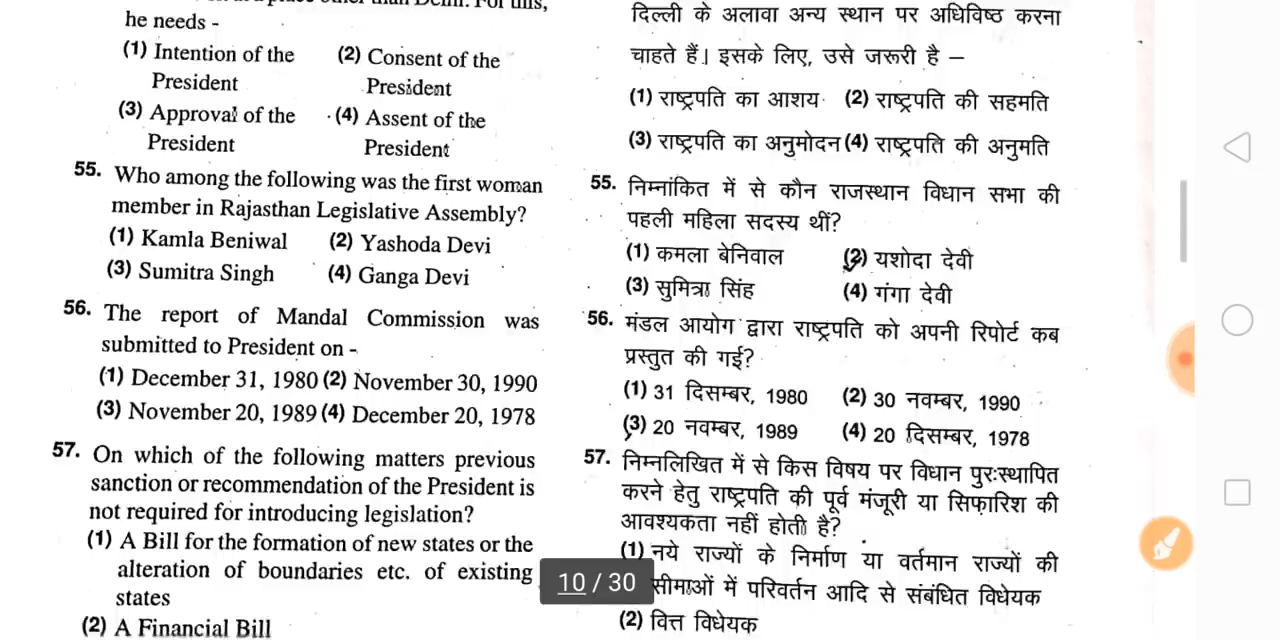 he needs -
(1) Intention of the President
(2) Consent of the President
(3) Approval of the President
(4) Assent of the President
55. Who among the following was the first woman
member in Rajasthan Legislative Assembly?
(1) Kamla Beniwal (2) Yashoda Devi
(3) Sumitra Singh (4) Ganga Devi
56. The report of Mandal Commission was
submitted to President on -
(1) December 31, 1980 (2) November 30, 1990
(3) November 20, 1989 (4) December 20, 1978
57. On which of the following matters previous
sanction or recommendation of the President is
not required for introducing legislation?
(1) A Bill for the formation of new states or the
alteration of boundaries etc. of existing
states
(2) A Financial Bill
दिल्ली के अलावा अन्य स्थान पर अधिविष्ठ करना
चाहते हैं। इसके लिए, उसे जरूरी है –
(1) राष्ट्रपति का आशय (2) राष्ट्रपति की सहमति
(3) राष्ट्रपति का अनुमोदन (4) राष्ट्रपति की अनुमति
55. निम्नांकित में से कौन राजस्थान विधान सभा की
पहली महिला सदस्य थीं?
(1) कमला बेनिवाल (2) यशोदा देवी
(3) सुमित्रा सिंह (4) गंगा देवी
56. मंडल आयोग द्वारा राष्ट्रपति को अपनी रिपोर्ट कब
प्रस्तुत की गई?
(1) 31 दिसम्बर, 1980 (2) 30 नवम्बर, 1990
(3) 20 नवम्बर, 1989 (4) 20 दिसम्बर, 1978
57. निम्नलिखित में से किस विषय पर विधान पुरःस्थापित
करने हेतु राष्ट्रपति की पूर्व मंजूरी या सिफ़ारिश की
आवश्यकता नहीं होती है?
(1) नये राज्यों के निर्माण या वर्तमान राज्यों की
सीमाओं में परिवर्तन आदि से संबंधित विधेयक
(2) वित्त विधेयक
10 / 30